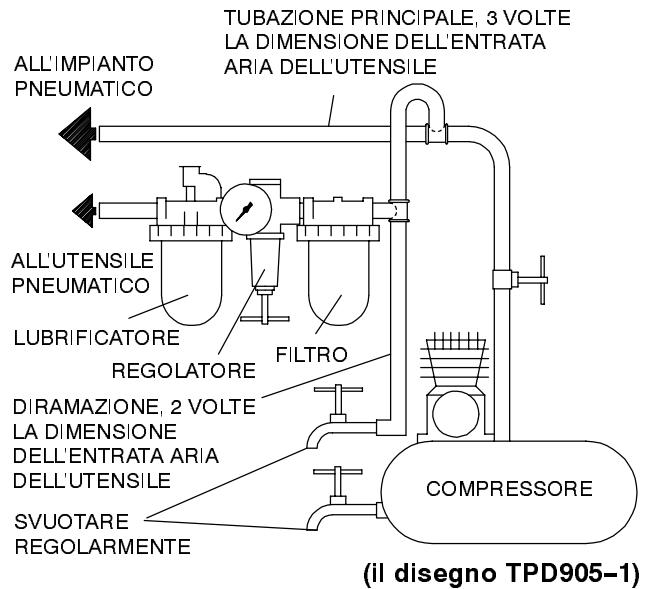 TUBAZIONE PRINCIPALE, 3 VOLTE
LA DIMENSIONE DELL'ENTRATA
ARIA DELL'UTENSILE
ALL'IMPIANTO
PNEUMATICO
ALL'UTENSILE
PNEUMATICO
LUBRIFICATORE
REGOLATORE
FILTRO
DIRAMAZIONE, 2 VOLTE
LA DIMENSIONE
DELL'ENTRATA ARIA
DELL'UTENSILE
COMPRESSORE
SVUOTARE
REGOLARMENTE
(il disegno TPD905–1)